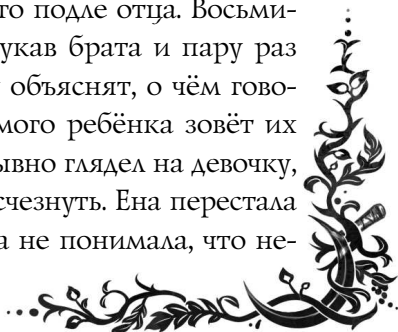 то подле отца. Восьми-
укав брата и пару раз
объяснят, о чём гово-
мого ребёнка зовёт их
ывно глядел на девочку,
счезнуть. Ена перестала
а не понимала, что не-